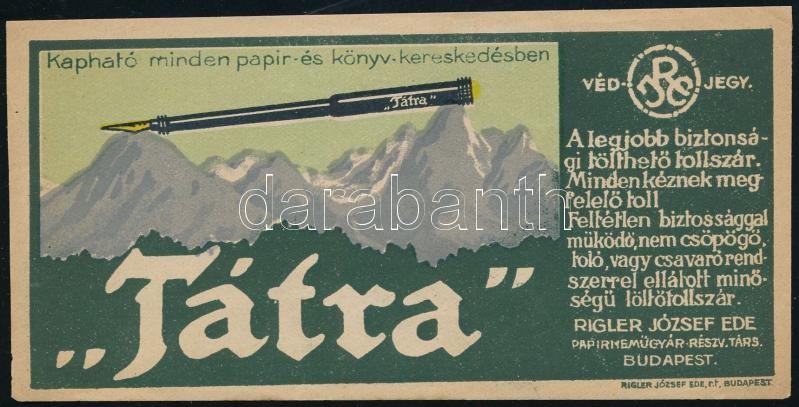 Kapható minden papir-és könyv-kereskedésben
„Tátra”
VÉD JEGY.
A legjobb biztonsá-
gi tölthető tollszár.
Minden kéznek meg-
felelő toll
Feltétlen biztossággal
működő, nem csöpögő,
toló, vagy csavaró rend-
szerrel ellátott minő-
ségű töltőtollszár.
RIGLER JÓZSEF EDE
PAPIRNEMŰGYÁR-RÉSZV. TÁRS.
BUDAPEST.
„Tátra”
RIGLER JÓZSEF EDE, r.t, BUDAPEST
darabanth